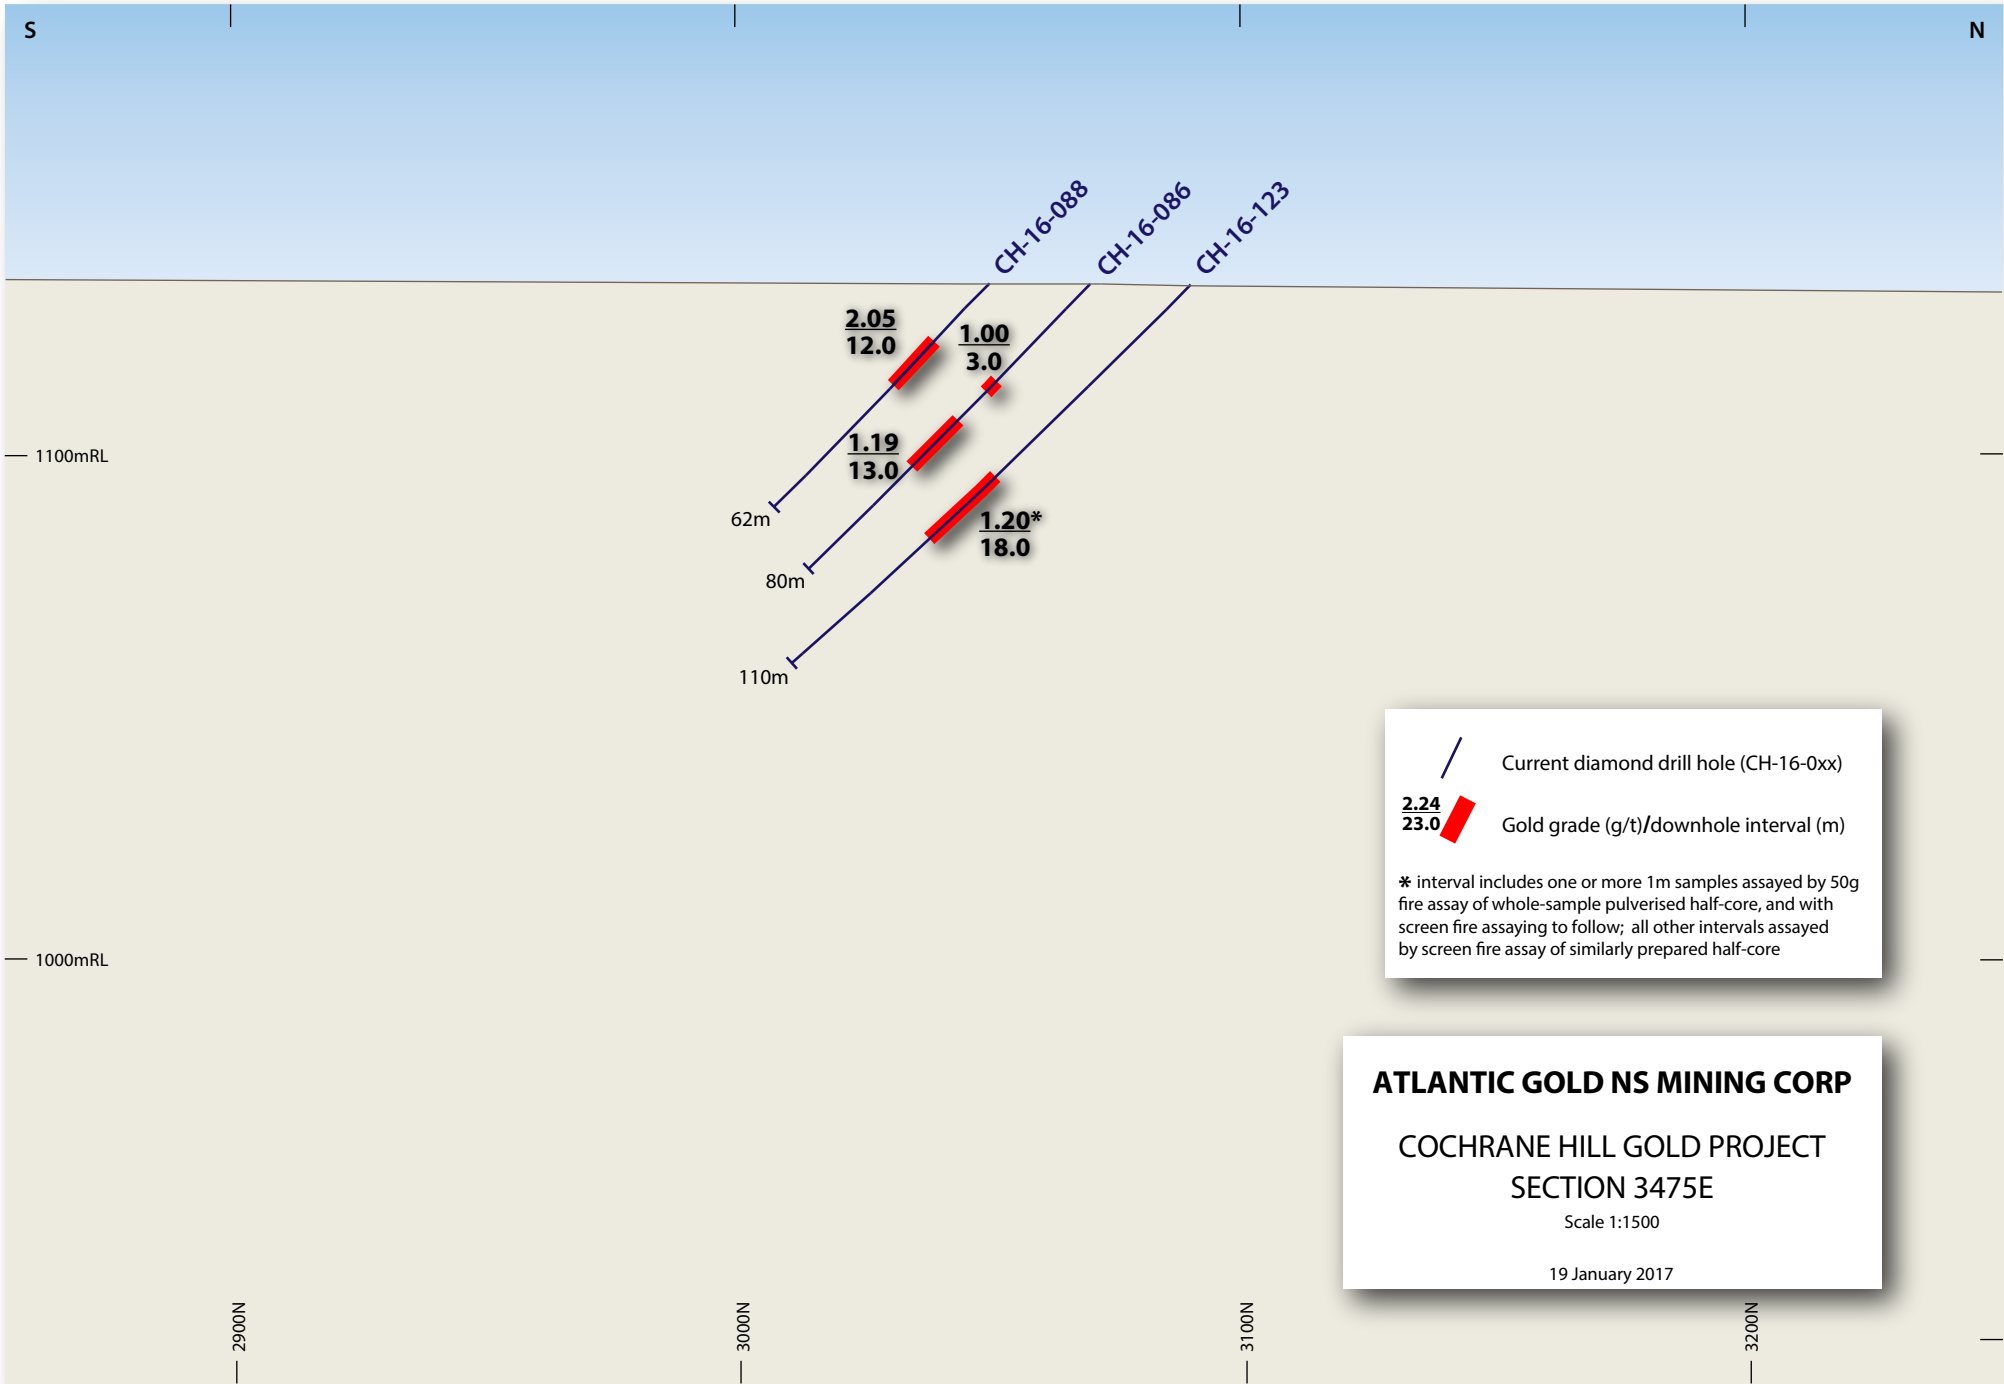 S
N
CH-16-088
CH-16-086
CH-16-123
2.05
12.0
1.00
3.0
1.19
13.0
1.20*
18.0
1100mRL
62m
80m
110m
1000mRL
Current diamond drill hole (CH-16-0xx)
2.24
23.0
Gold grade (g/t)/downhole interval (m)
* interval includes one or more 1m samples assayed by 50g
fire assay of whole-sample pulverised half-core, and with
screen fire assaying to follow; all other intervals assayed
by screen fire assay of similarly prepared half-core
ATLANTIC GOLD NS MINING CORP
COCHRANE HILL GOLD PROJECT
SECTION 3475E
Scale 1:1500
19 January 2017
2900N
3000N
3100N
3200N